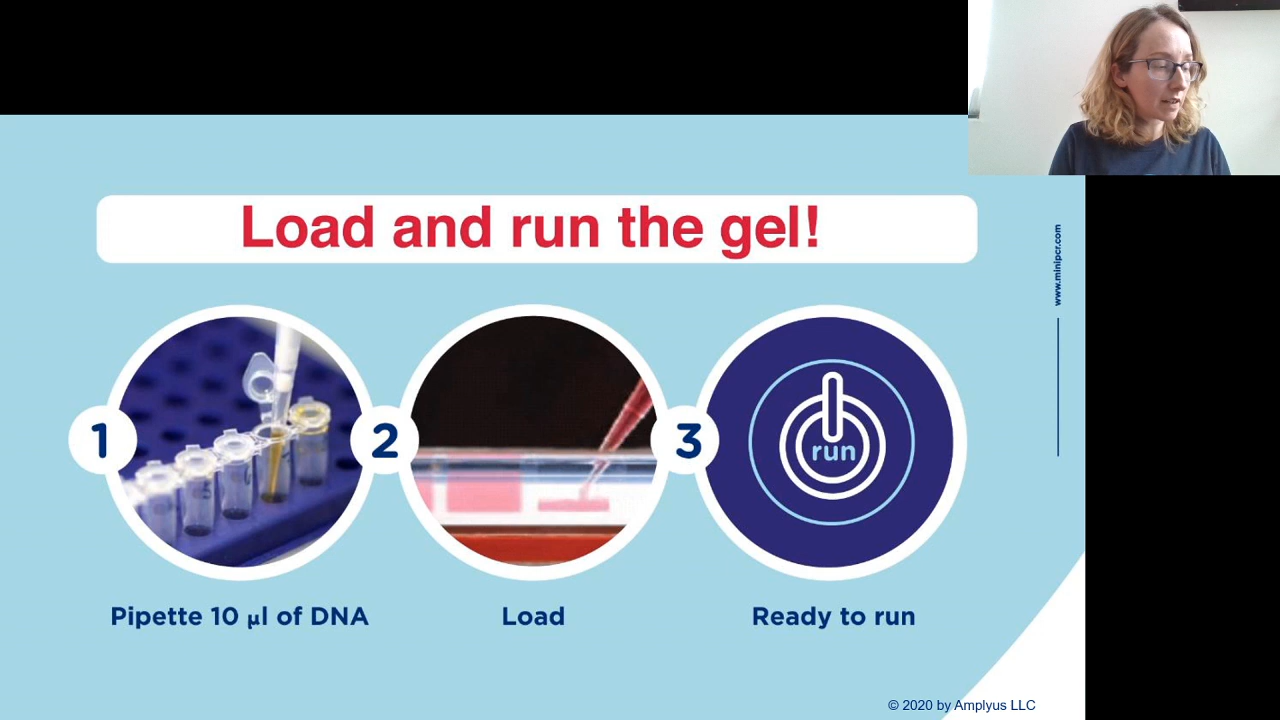 Load and run the gel!
www.minipcr.com
1
2
3
run
Pipette 10 µl of DNA
Load
Ready to run
© 2020 by Amplyus LLC